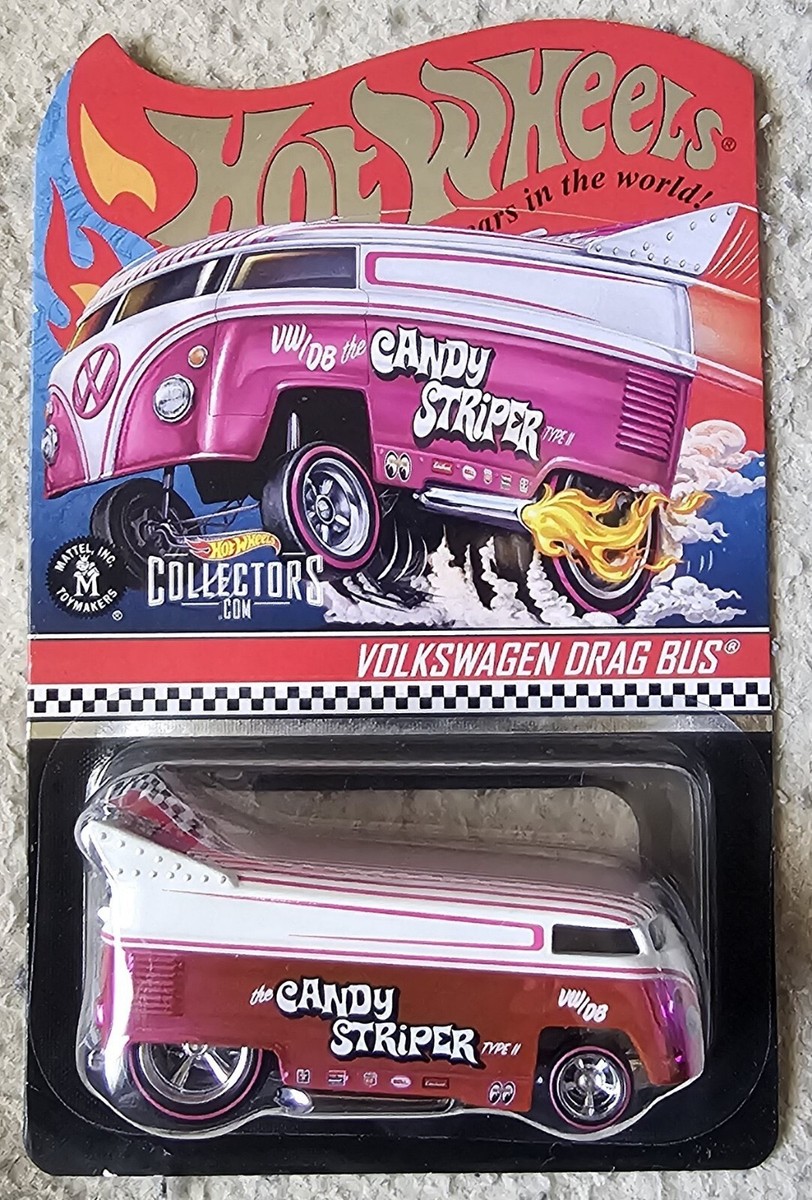 Hot Wheels®
cars in the world!
VW/DB the CANDY
STRIPER TYPE II
MATTEL, INC.
M
TOYMAKERS ®
HOT WHEELS
COLLECTORS
.COM
VOLKSWAGEN DRAG BUS®
the CANDY
STRIPER TYPE II
VW/DB